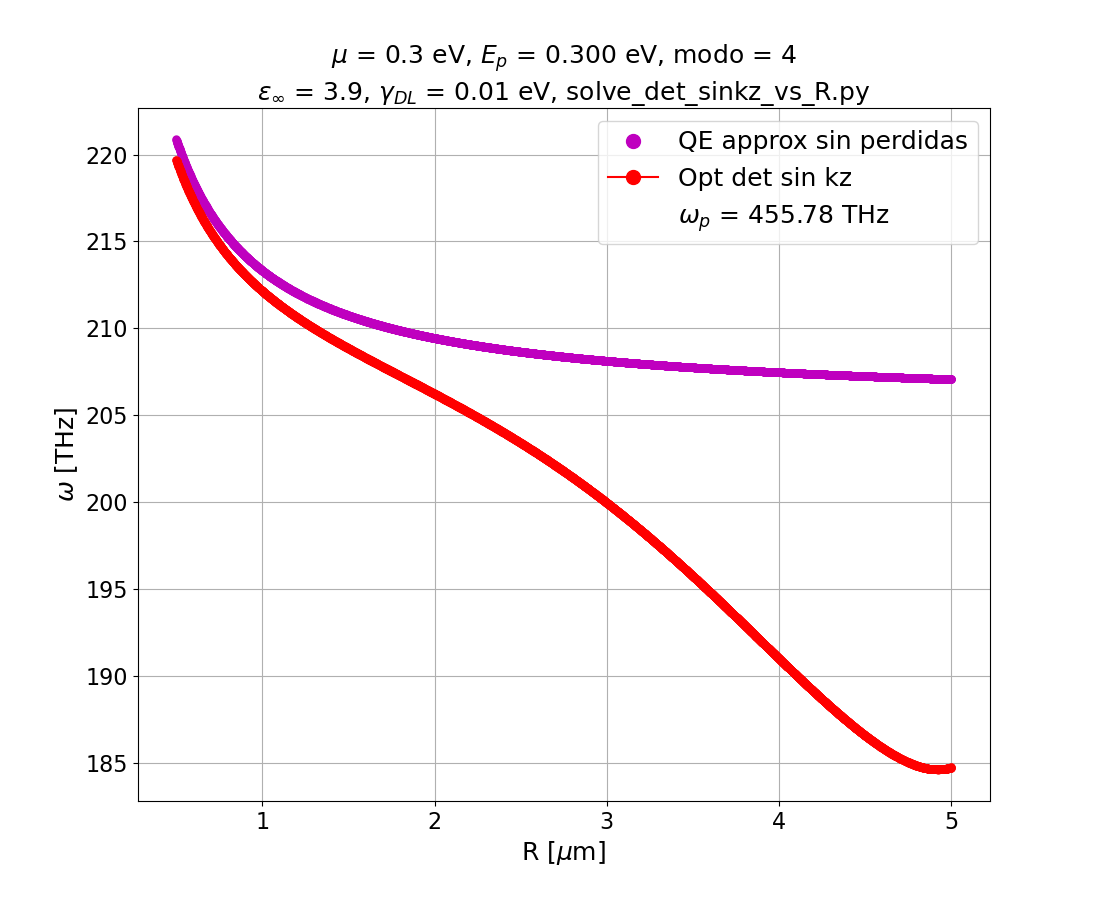 μ = 0.3 eV, E_p = 0.300 eV, modo = 4
ε_∞ = 3.9, γ_DL = 0.01 eV, solve_det_sinkz_vs_R.py
QE approx sin perdidas
Opt det sin kz
ω_p = 455.78 THz
220
215
210
205
200
195
190
185
ω [THz]
1 2 3 4 5
R [μm]